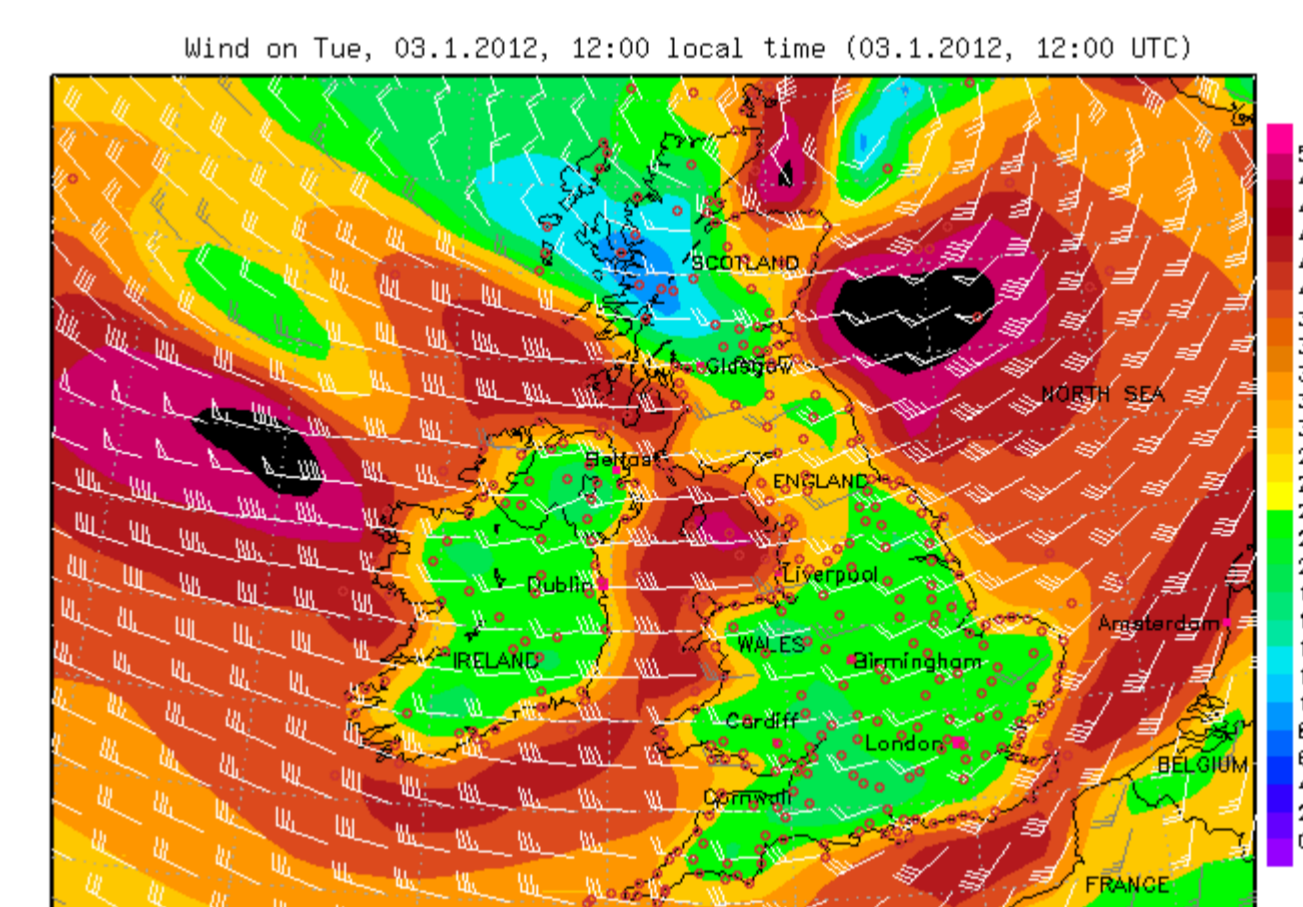 Wind on Tue, 03.1.2012, 12:00 local time (03.1.2012, 12:00 UTC)
SCOTLAND
Glasgow
NORTH SEA
Belfast
ENGLAND
Liverpool
Dublin
Amsterdam
WALES
IRELAND
Birmingham
Cardiff
London
BELGIUM
Cornwall
FRANCE